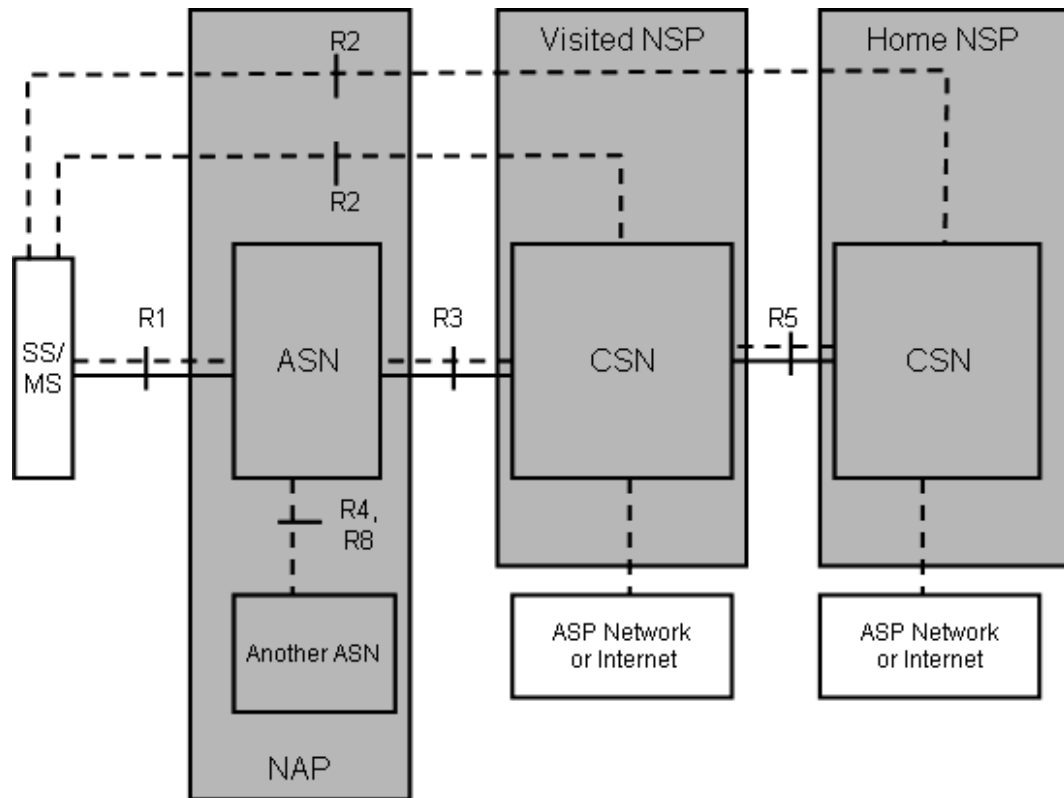 R2
Visited NSP
Home NSP
R2
R1
R3
R5
SS/
MS
ASN
CSN
CSN
R4,
R8
Another ASN
ASP Network
or Internet
ASP Network
or Internet
NAP